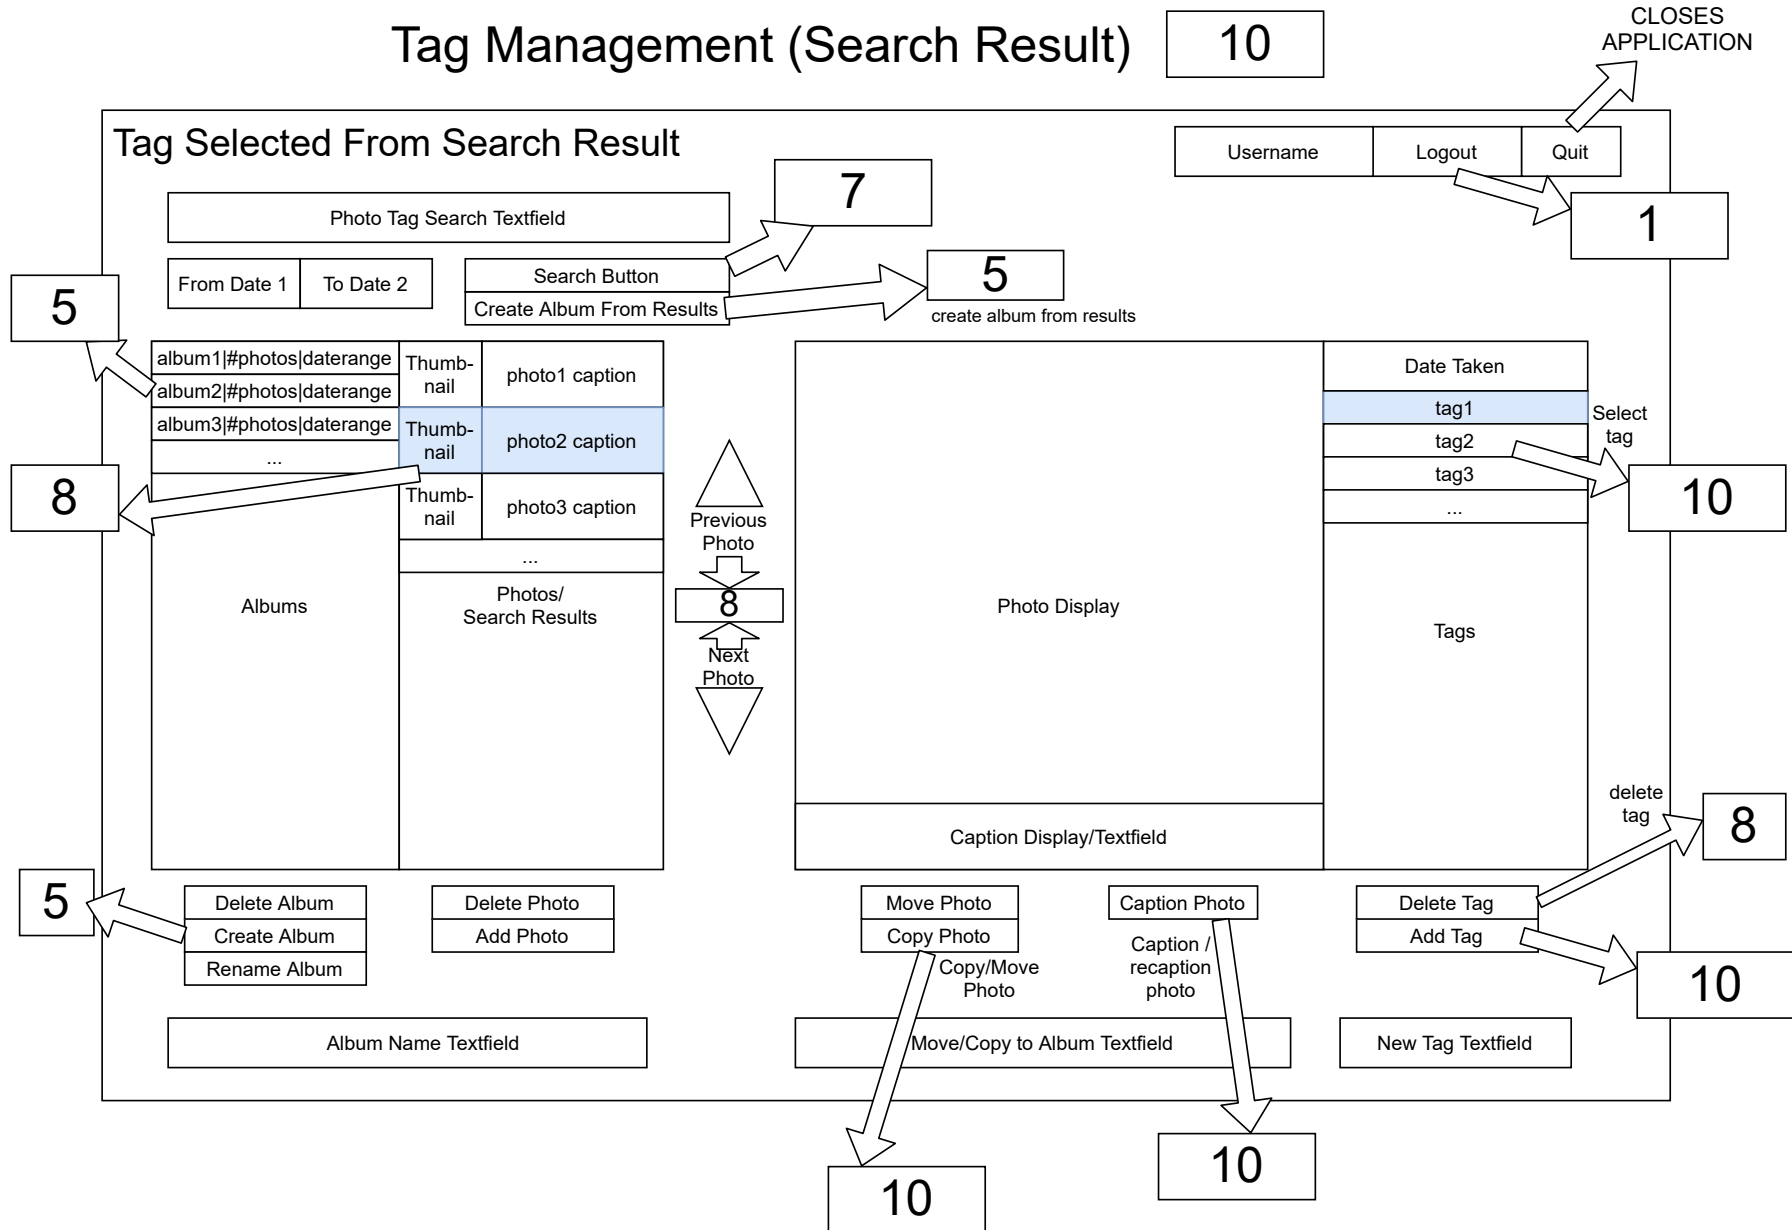 Tag Management (Search Result)
10
CLOSES
APPLICATION
Tag Selected From Search Result
Username
Logout
Quit
7
1
Photo Tag Search Textfield
From Date 1
To Date 2
Search Button
Create Album From Results
5
create album from results
5
album1|#photos|daterange
album2|#photos|daterange
album3|#photos|daterange
...
8
Albums
Thumb-
nail
photo1 caption
Thumb-
nail
photo2 caption
Thumb-
nail
photo3 caption
...
Photos/
Search Results
Previous
Photo
8
Next
Photo
Photo Display
Caption Display/Textfield
Date Taken
tag1
tag2
tag3
...
Tags
Select
tag
10
delete
tag
8
5
Delete Album
Create Album
Rename Album
Delete Photo
Add Photo
Move Photo
Copy Photo
Copy/Move
Photo
Caption Photo
Caption /
recaption
photo
Delete Tag
Add Tag
10
Album Name Textfield
Move/Copy to Album Textfield
New Tag Textfield
10
10